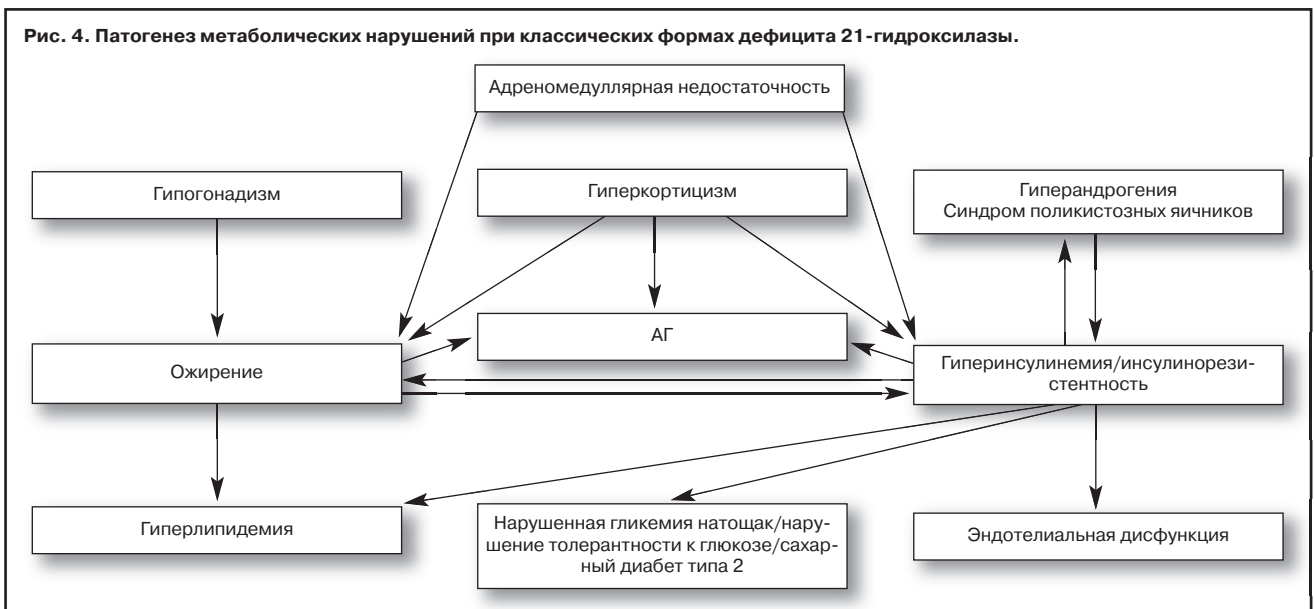 Рис. 4. Патогенез метаболических нарушений при классических формах дефицита 21-гидроксилазы.
Адреномедуллярная недостаточность
Гипогонадизм
Гиперкортицизм
Гиперандрогения
Синдром поликистозных яичников
Ожирение
АГ
Гиперинсулинемия/инсулинорези-
стентность
Гиперлипидемия
Нарушенная гликемия натощак/нару-
шение толерантности к глюкозе/сахар-
ный диабет типа 2
Эндотелиальная дисфункция